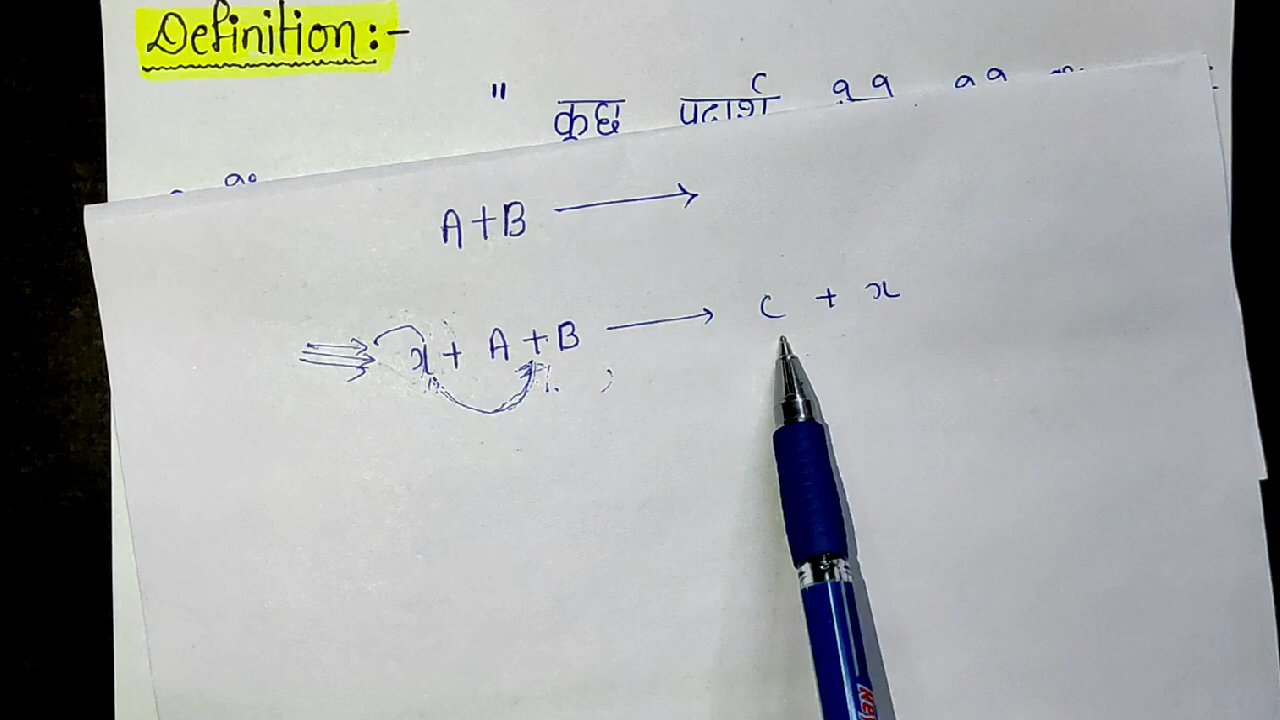 Definition:-
" कुछ पदार्थ
A+B ⟶
x + A + B ⟶ C + x